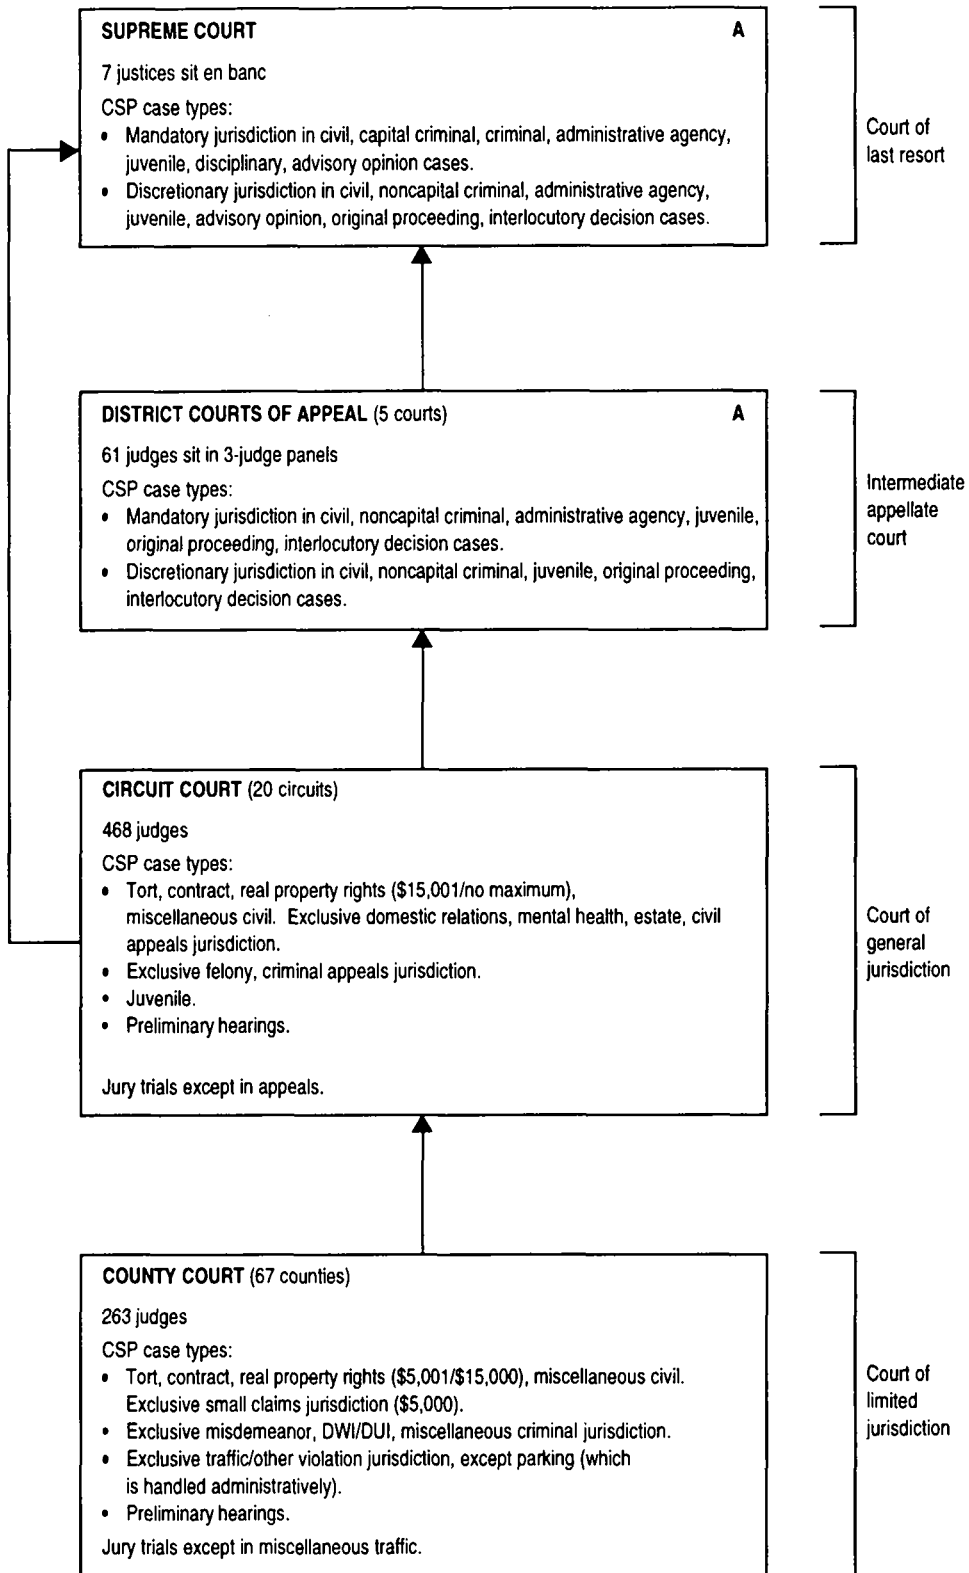 SUPREME COURT A
7 justices sit en banc
CSP case types:
• Mandatory jurisdiction in civil, capital criminal, criminal, administrative agency,
juvenile, disciplinary, advisory opinion cases.
• Discretionary jurisdiction in civil, noncapital criminal, administrative agency,
juvenile, advisory opinion, original proceeding, interlocutory decision cases.
Court of
last resort
DISTRICT COURTS OF APPEAL (5 courts) A
61 judges sit in 3-judge panels
CSP case types:
• Mandatory jurisdiction in civil, noncapital criminal, administrative agency, juvenile,
original proceeding, interlocutory decision cases.
• Discretionary jurisdiction in civil, noncapital criminal, juvenile, original proceeding,
interlocutory decision cases.
Intermediate
appellate
court
CIRCUIT COURT (20 circuits)
468 judges
CSP case types:
• Tort, contract, real property rights ($15,001/no maximum),
miscellaneous civil. Exclusive domestic relations, mental health, estate, civil
appeals jurisdiction.
• Exclusive felony, criminal appeals jurisdiction.
• Juvenile.
• Preliminary hearings.
Jury trials except in appeals.
Court of
general
jurisdiction
COUNTY COURT (67 counties)
263 judges
CSP case types:
• Tort, contract, real property rights ($5,001/$15,000), miscellaneous civil.
Exclusive small claims jurisdiction ($5,000).
• Exclusive misdemeanor, DWI/DUI, miscellaneous criminal jurisdiction.
• Exclusive traffic/other violation jurisdiction, except parking (which
is handled administratively).
• Preliminary hearings.
Jury trials except in miscellaneous traffic.
Court of
limited
jurisdiction